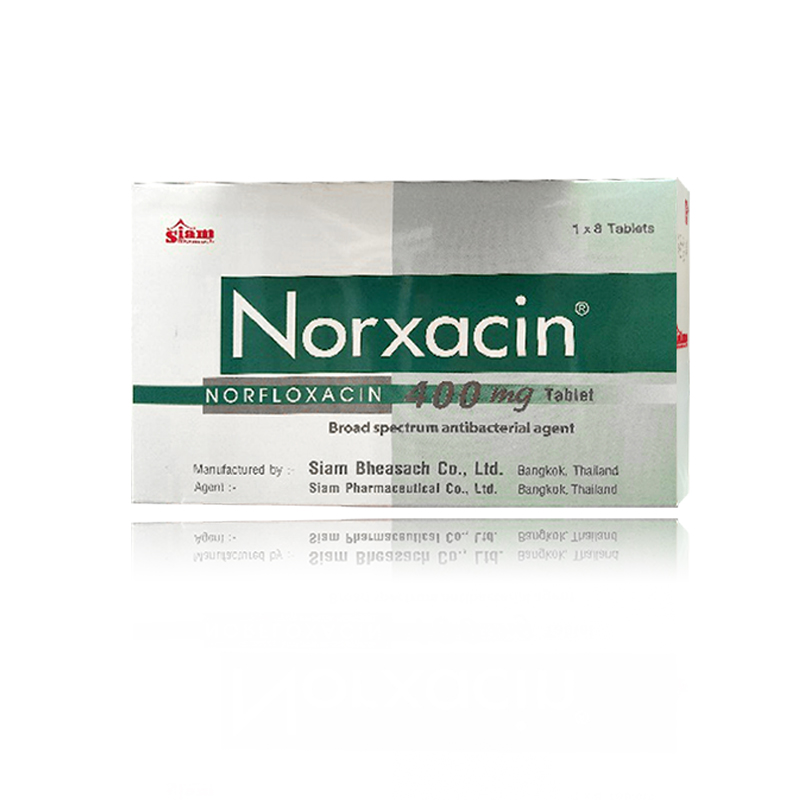 siam
1 x 8 Tablets
Norxacin®
NORFLOXACIN 400 mg Tablet
Broad spectrum antibacterial agent
Manufactured by :- Siam Bheasach Co., Ltd. Bangkok, Thailand
Agent :- Siam Pharmaceutical Co., Ltd. Bangkok, Thailand